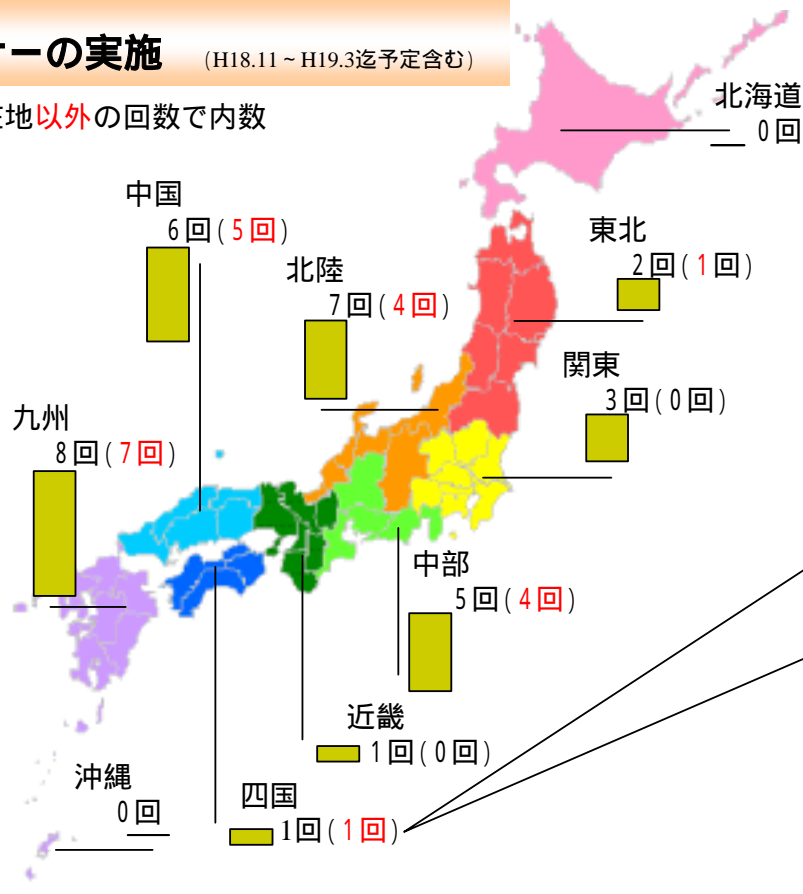 ーの実施 (H18.11~H19.3迄予定含む)
地以外の回数で内数
北海道
0回
中国
6回(5回)
東北
2回(1回)
北陸
7回(4回)
関東
3回(0回)
九州
8回(7回)
中部
5回(4回)
近畿
1回(0回)
沖縄
0回
四国
1回(1回)